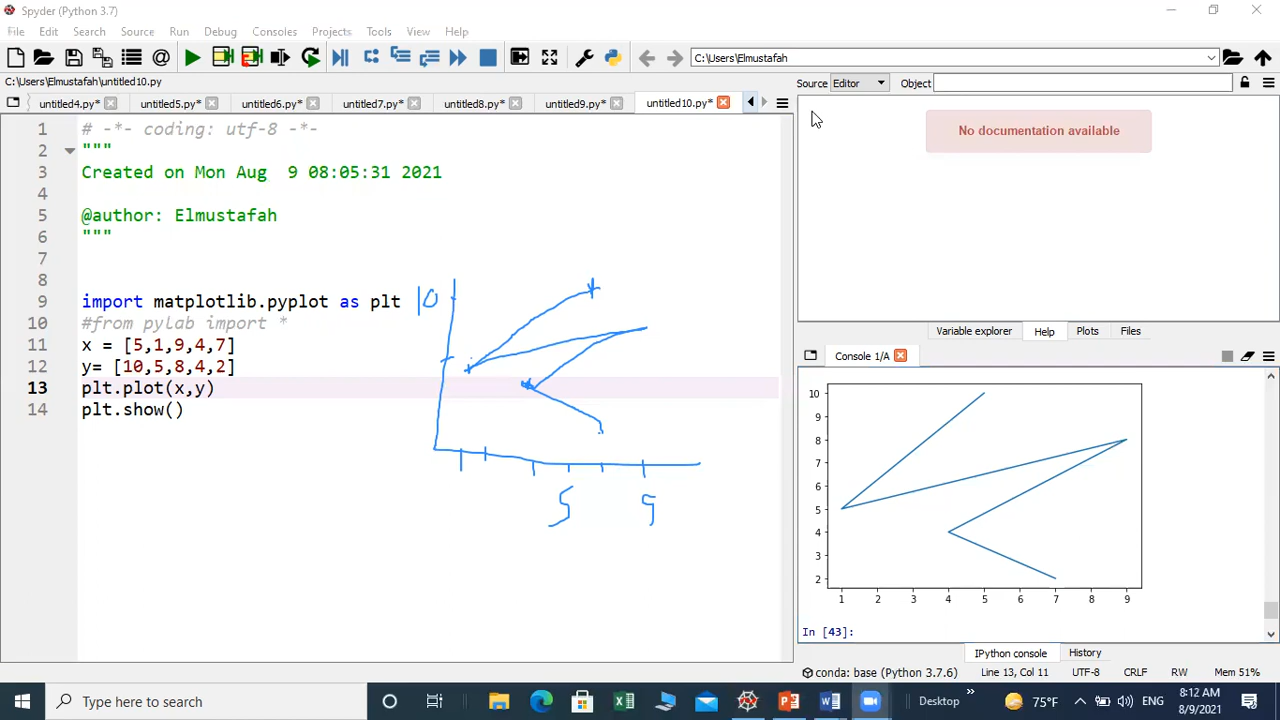 Spyder (Python 3.7)
File Edit Search Source Run Debug Consoles Projects Tools View Help
C:\Users\Elmustafah
C:\Users\Elmustafah\untitled10.py
Source Editor Object
untitled4.py* untitled5.py* untitled6.py* untitled7.py* untitled8.py* untitled9.py* untitled10.py*
1 # -*- coding: utf-8 -*-
2 """
3 Created on Mon Aug  9 08:05:31 2021
4
5 @author: Elmustafah
6 """
7
8
9 import matplotlib.pyplot as plt
10 #from pylab import *
11 x = [5,1,9,4,7]
12 y= [10,5,8,4,2]
13 plt.plot(x,y)
14 plt.show()
10
5 9
No documentation available
Variable explorer Help Plots Files
Console 1/A
10
9
8
7
6
5
4
3
2
1 2 3 4 5 6 7 8 9
In [43]:
IPython console History
conda: base (Python 3.7.6) Line 13, Col 11 UTF-8 CRLF RW Mem 51%
Type here to search
Desktop
75°F
ENG
8:12 AM
8/9/2021